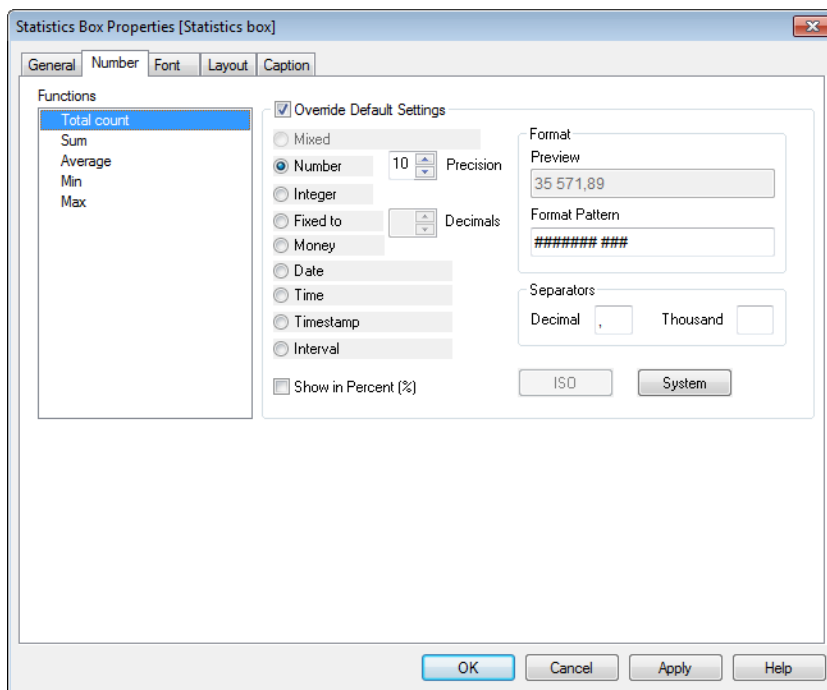 Statistics Box Properties [Statistics box]
General Number Font Layout Caption
Functions
Total count
Sum
Average
Min
Max
Override Default Settings
Mixed
Number 10 Precision
Integer
Fixed to Decimals
Money
Date
Time
Timestamp
Interval
Show in Percent (%)
Format
Preview
35 571,89
Format Pattern
####### ###
Separators
Decimal , Thousand
ISO System
OK Cancel Apply Help